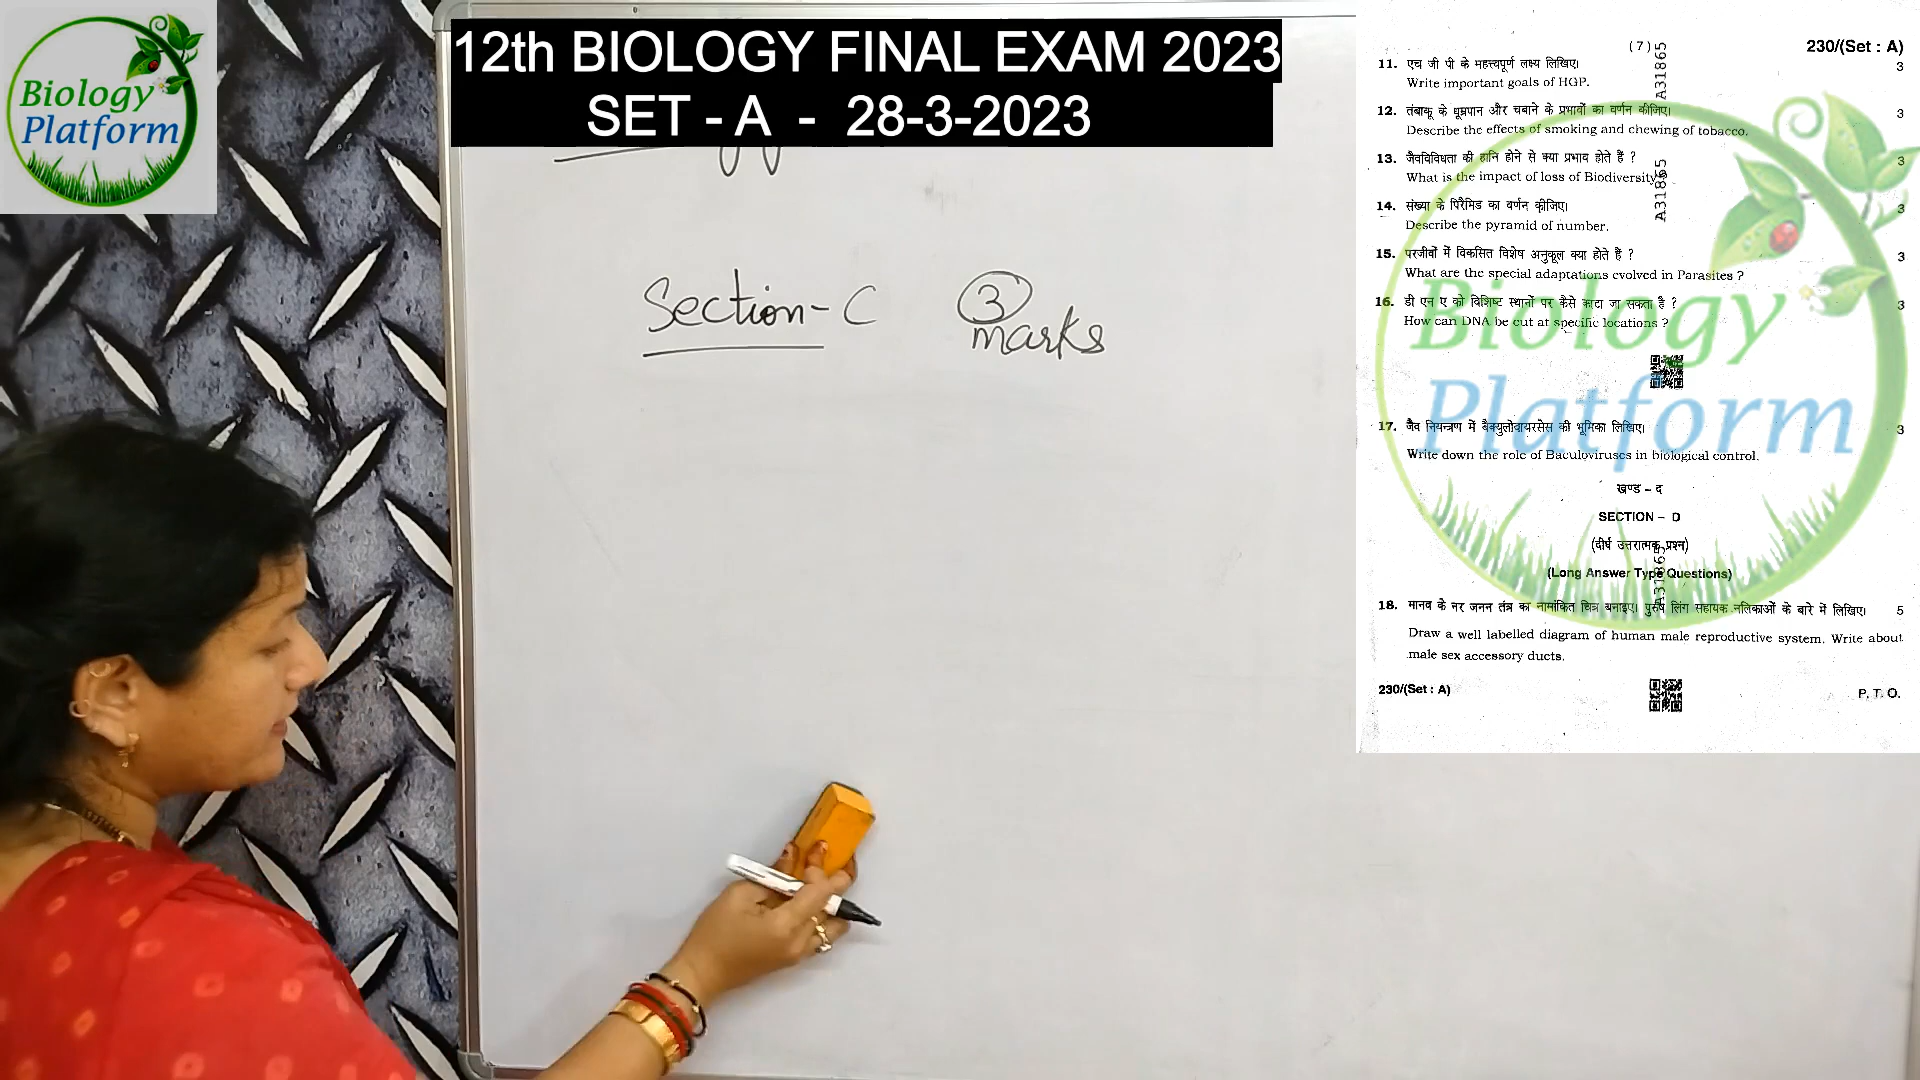 Biology
Platform
12th BIOLOGY FINAL EXAM 2023
SET - A - 28-3-2023
Section - C 3
marks
( 7 ) 230/(Set : A)
A31865
11. एच जी पी के महत्त्वपूर्ण लक्ष्य लिखिए। 3
Write important goals of HGP.
12. तंबाकू के धूम्रपान और चबाने के प्रभावों का वर्णन कीजिए। 3
Describe the effects of smoking and chewing of tobacco.
13. जैवविविधता की हानि होने से क्या प्रभाव होते हैं ? 3
What is the impact of loss of Biodiversity ?
A31865
14. संख्या के पिरैमिड का वर्णन कीजिए। 3
Describe the pyramid of number.
15. परजीवों में विकसित विशेष अनुकूल क्या होते हैं ? 3
What are the special adaptations evolved in Parasites ?
16. डी एन ए को विशिष्ट स्थानों पर कैसे काटा जा सकता है ? 3
How can DNA be cut at specific locations ?
Biology
Platform
17. जैव नियन्त्रण में बैक्युलोवायरसेस की भूमिका लिखिए। 3
Write down the role of Baculoviruses in biological control.
खण्ड – द
SECTION – D
(दीर्घ उत्तरात्मक प्रश्न)
(Long Answer Type Questions)
A31865
18. मानव के नर जनन तंत्र का नामांकित चित्र बनाइए। पुरुष लिंग सहायक नलिकाओं के बारे में लिखिए। 5
Draw a well labelled diagram of human male reproductive system. Write about
male sex accessory ducts.
230/(Set : A) P. T. O.